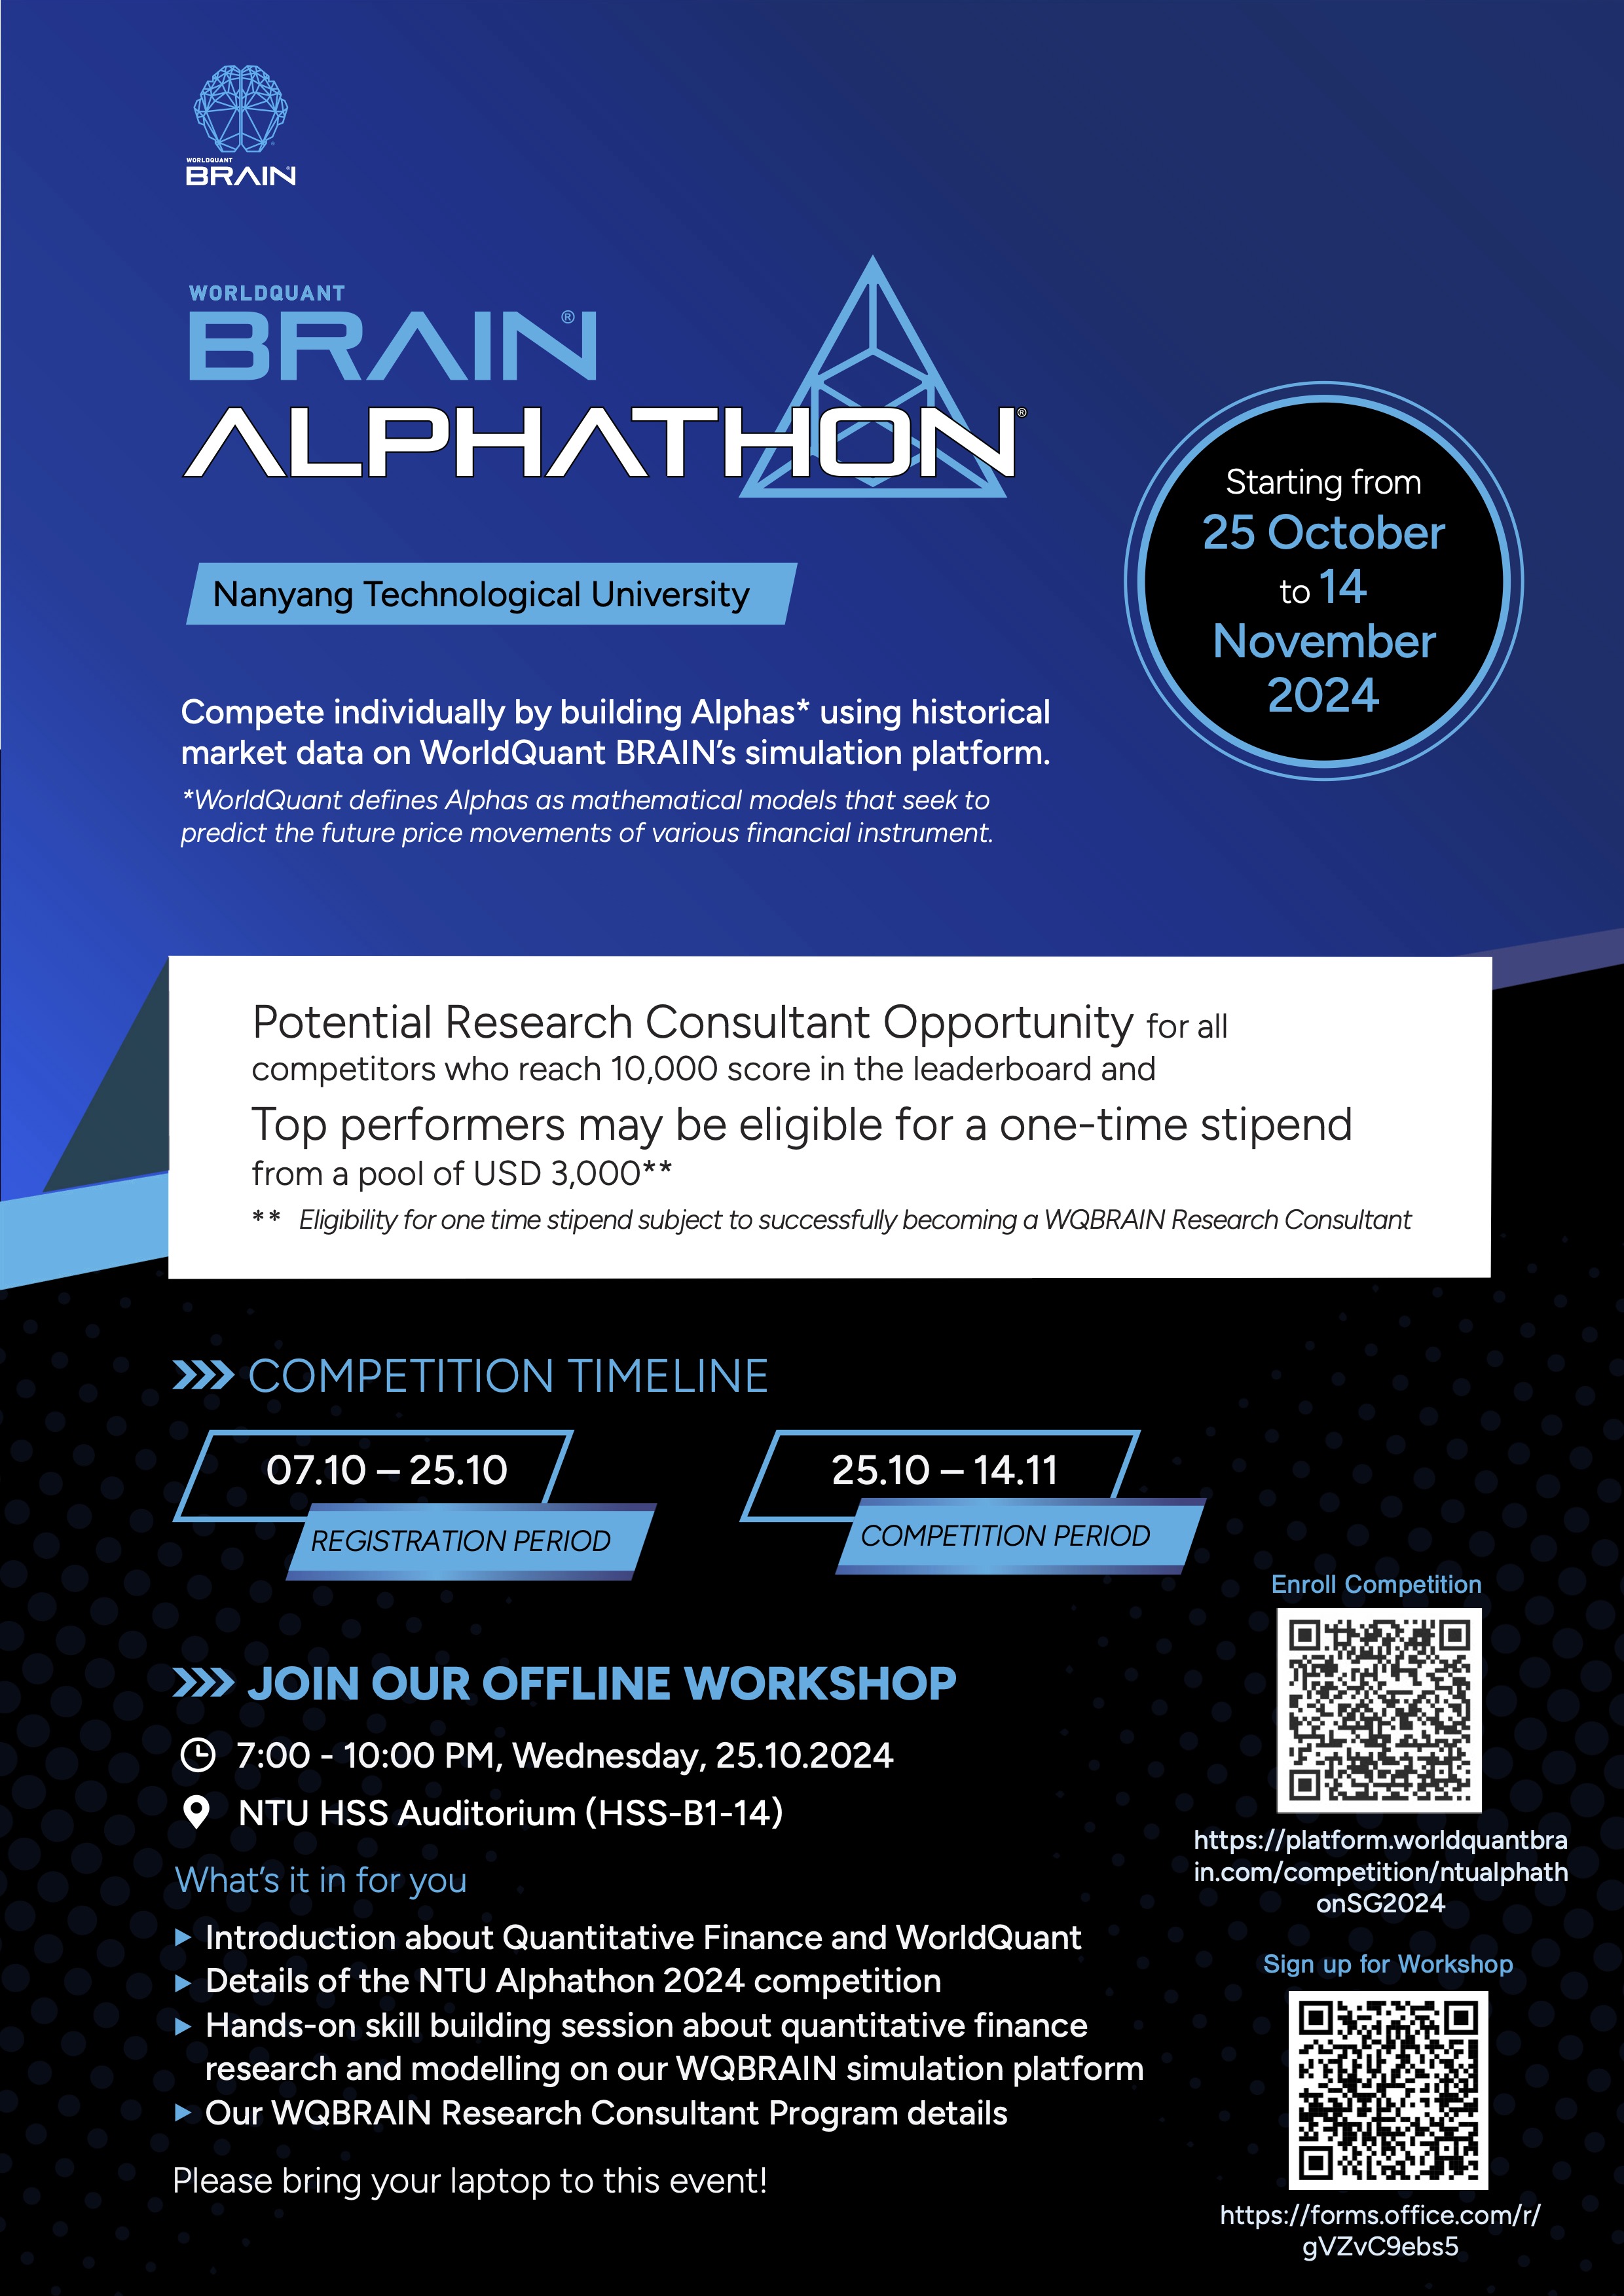 WORLDQUANT
BRAIN
WORLDQUANT
BRAIN®
ALPHATHON®
Starting from
25 October
to 14
November
2024
Nanyang Technological University
Compete individually by building Alphas* using historical
market data on WorldQuant BRAIN’s simulation platform.
*WorldQuant defines Alphas as mathematical models that seek to
predict the future price movements of various financial instrument.
Potential Research Consultant Opportunity for all
competitors who reach 10,000 score in the leaderboard and
Top performers may be eligible for a one-time stipend
from a pool of USD 3,000**
** Eligibility for one time stipend subject to successfully becoming a WQBRAIN Research Consultant
COMPETITION TIMELINE
07.10 – 25.10
REGISTRATION PERIOD
25.10 – 14.11
COMPETITION PERIOD
JOIN OUR OFFLINE WORKSHOP
7:00 - 10:00 PM, Wednesday, 25.10.2024
NTU HSS Auditorium (HSS-B1-14)
What’s it in for you
Introduction about Quantitative Finance and WorldQuant
Details of the NTU Alphathon 2024 competition
Hands-on skill building session about quantitative finance
research and modelling on our WQBRAIN simulation platform
Our WQBRAIN Research Consultant Program details
Please bring your laptop to this event!
Enroll Competition
https://platform.worldquantbra
in.com/competition/ntualphath
onSG2024
Sign up for Workshop
https://forms.office.com/r/
gVZvC9ebs5